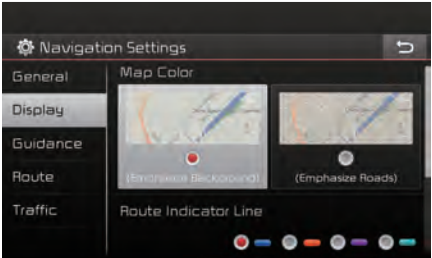 Navigation Settings
General
Map Color
Display
(Emphasize Background)
(Emphasize Roads)
Guidance
Route
Traffic
Route Indicator Line